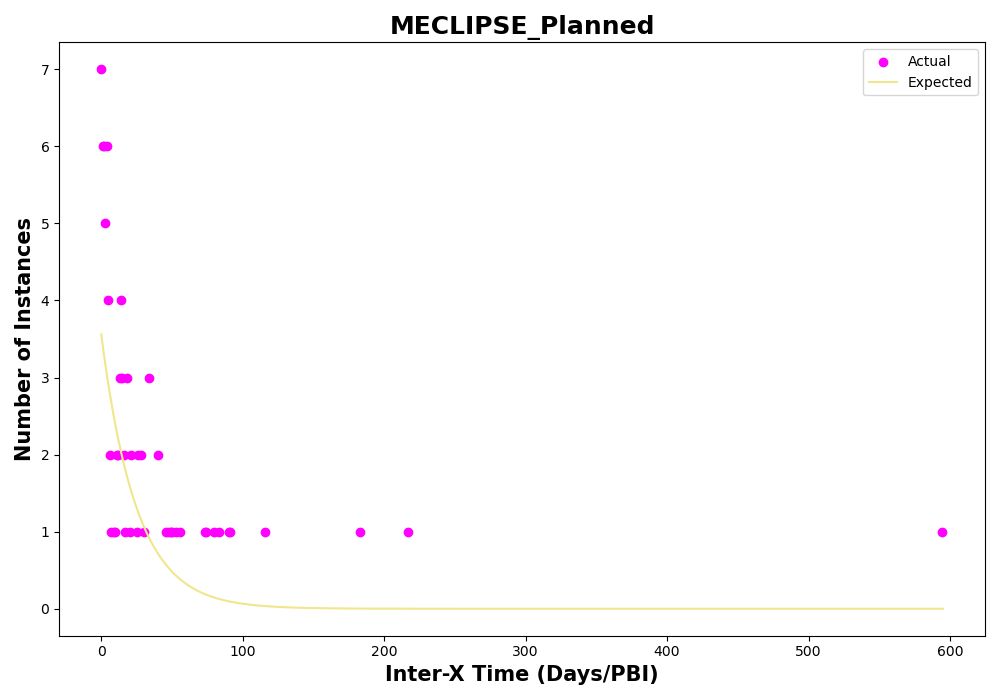 MECLIPSE_Planned
Actual
Expected
Number of Instances
7
6
5
4
3
2
1
0
0 100 200 300 400 500 600
Inter-X Time (Days/PBI)